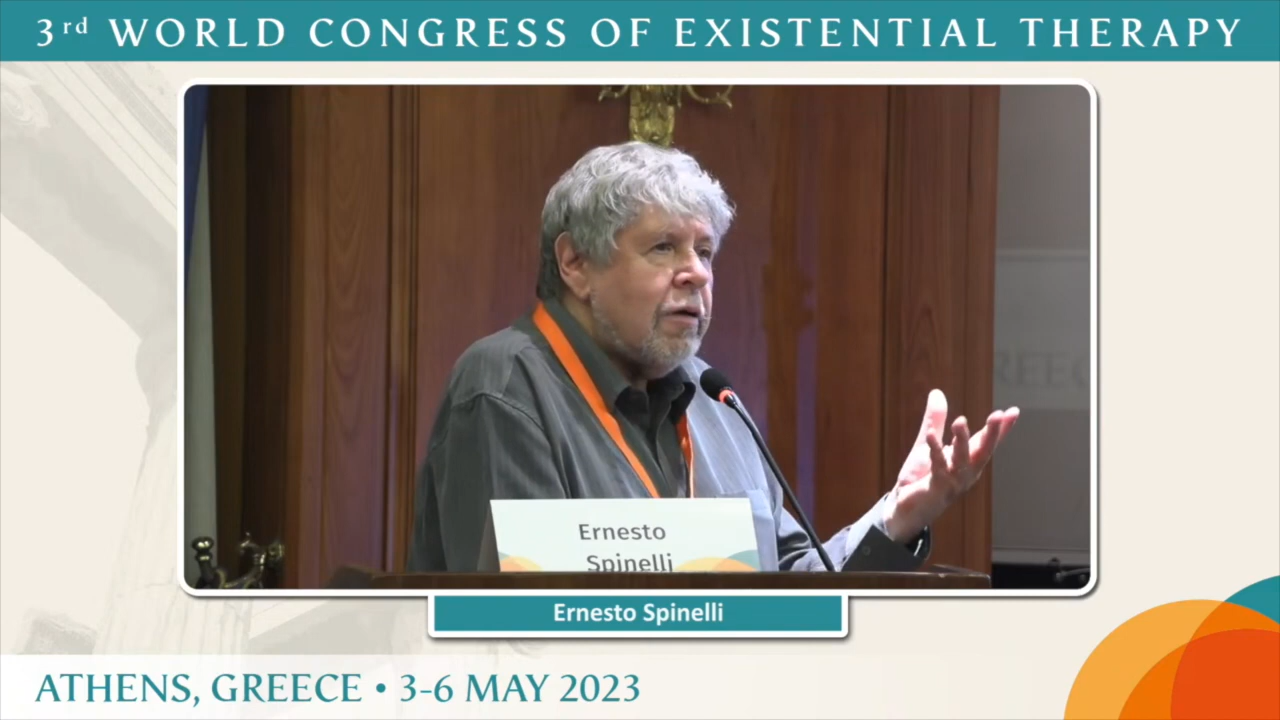 3rd WORLD CONGRESS OF EXISTENTIAL THERAPY
Ernesto
Spinelli
Ernesto Spinelli
ATHENS, GREECE • 3-6 MAY 2023